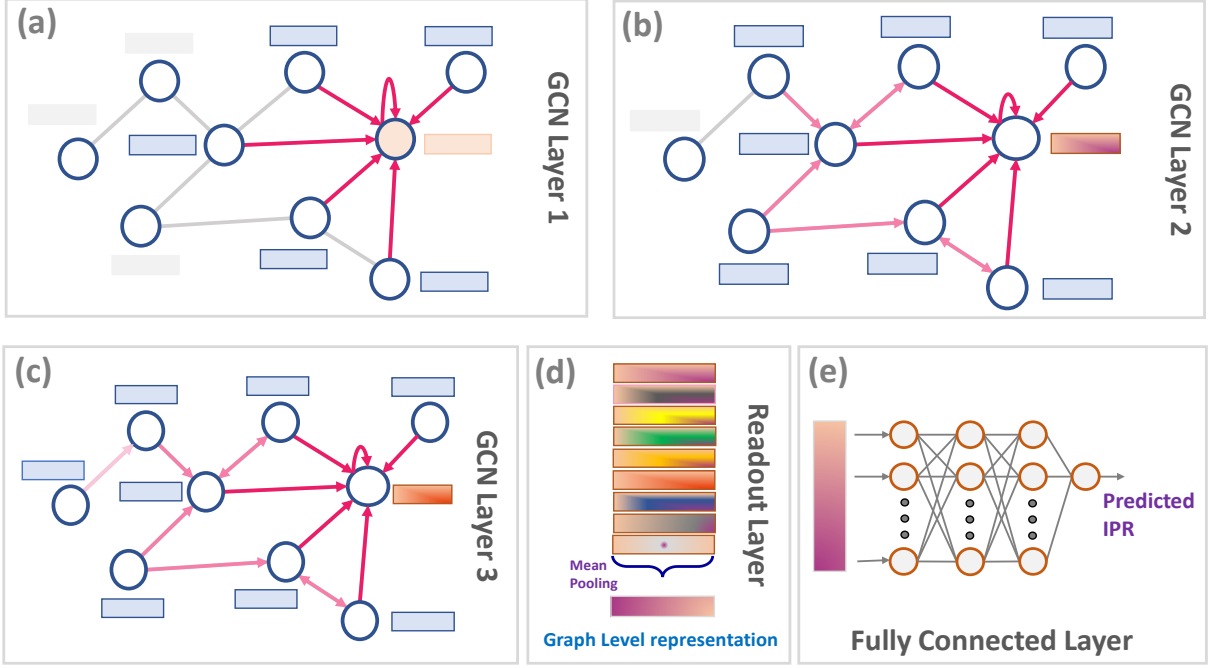 (a)
GCN Layer 1
(b)
GCN Layer 2
(c)
GCN Layer 3
(d)
Readout Layer
Mean
Pooling
Graph Level representation
(e)
Predicted
IPR
Fully Connected Layer